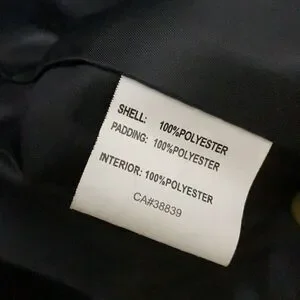 SHELL: 100%POLYESTER
PADDING: 100%POLYESTER
INTERIOR: 100%POLYESTER
CA#38839